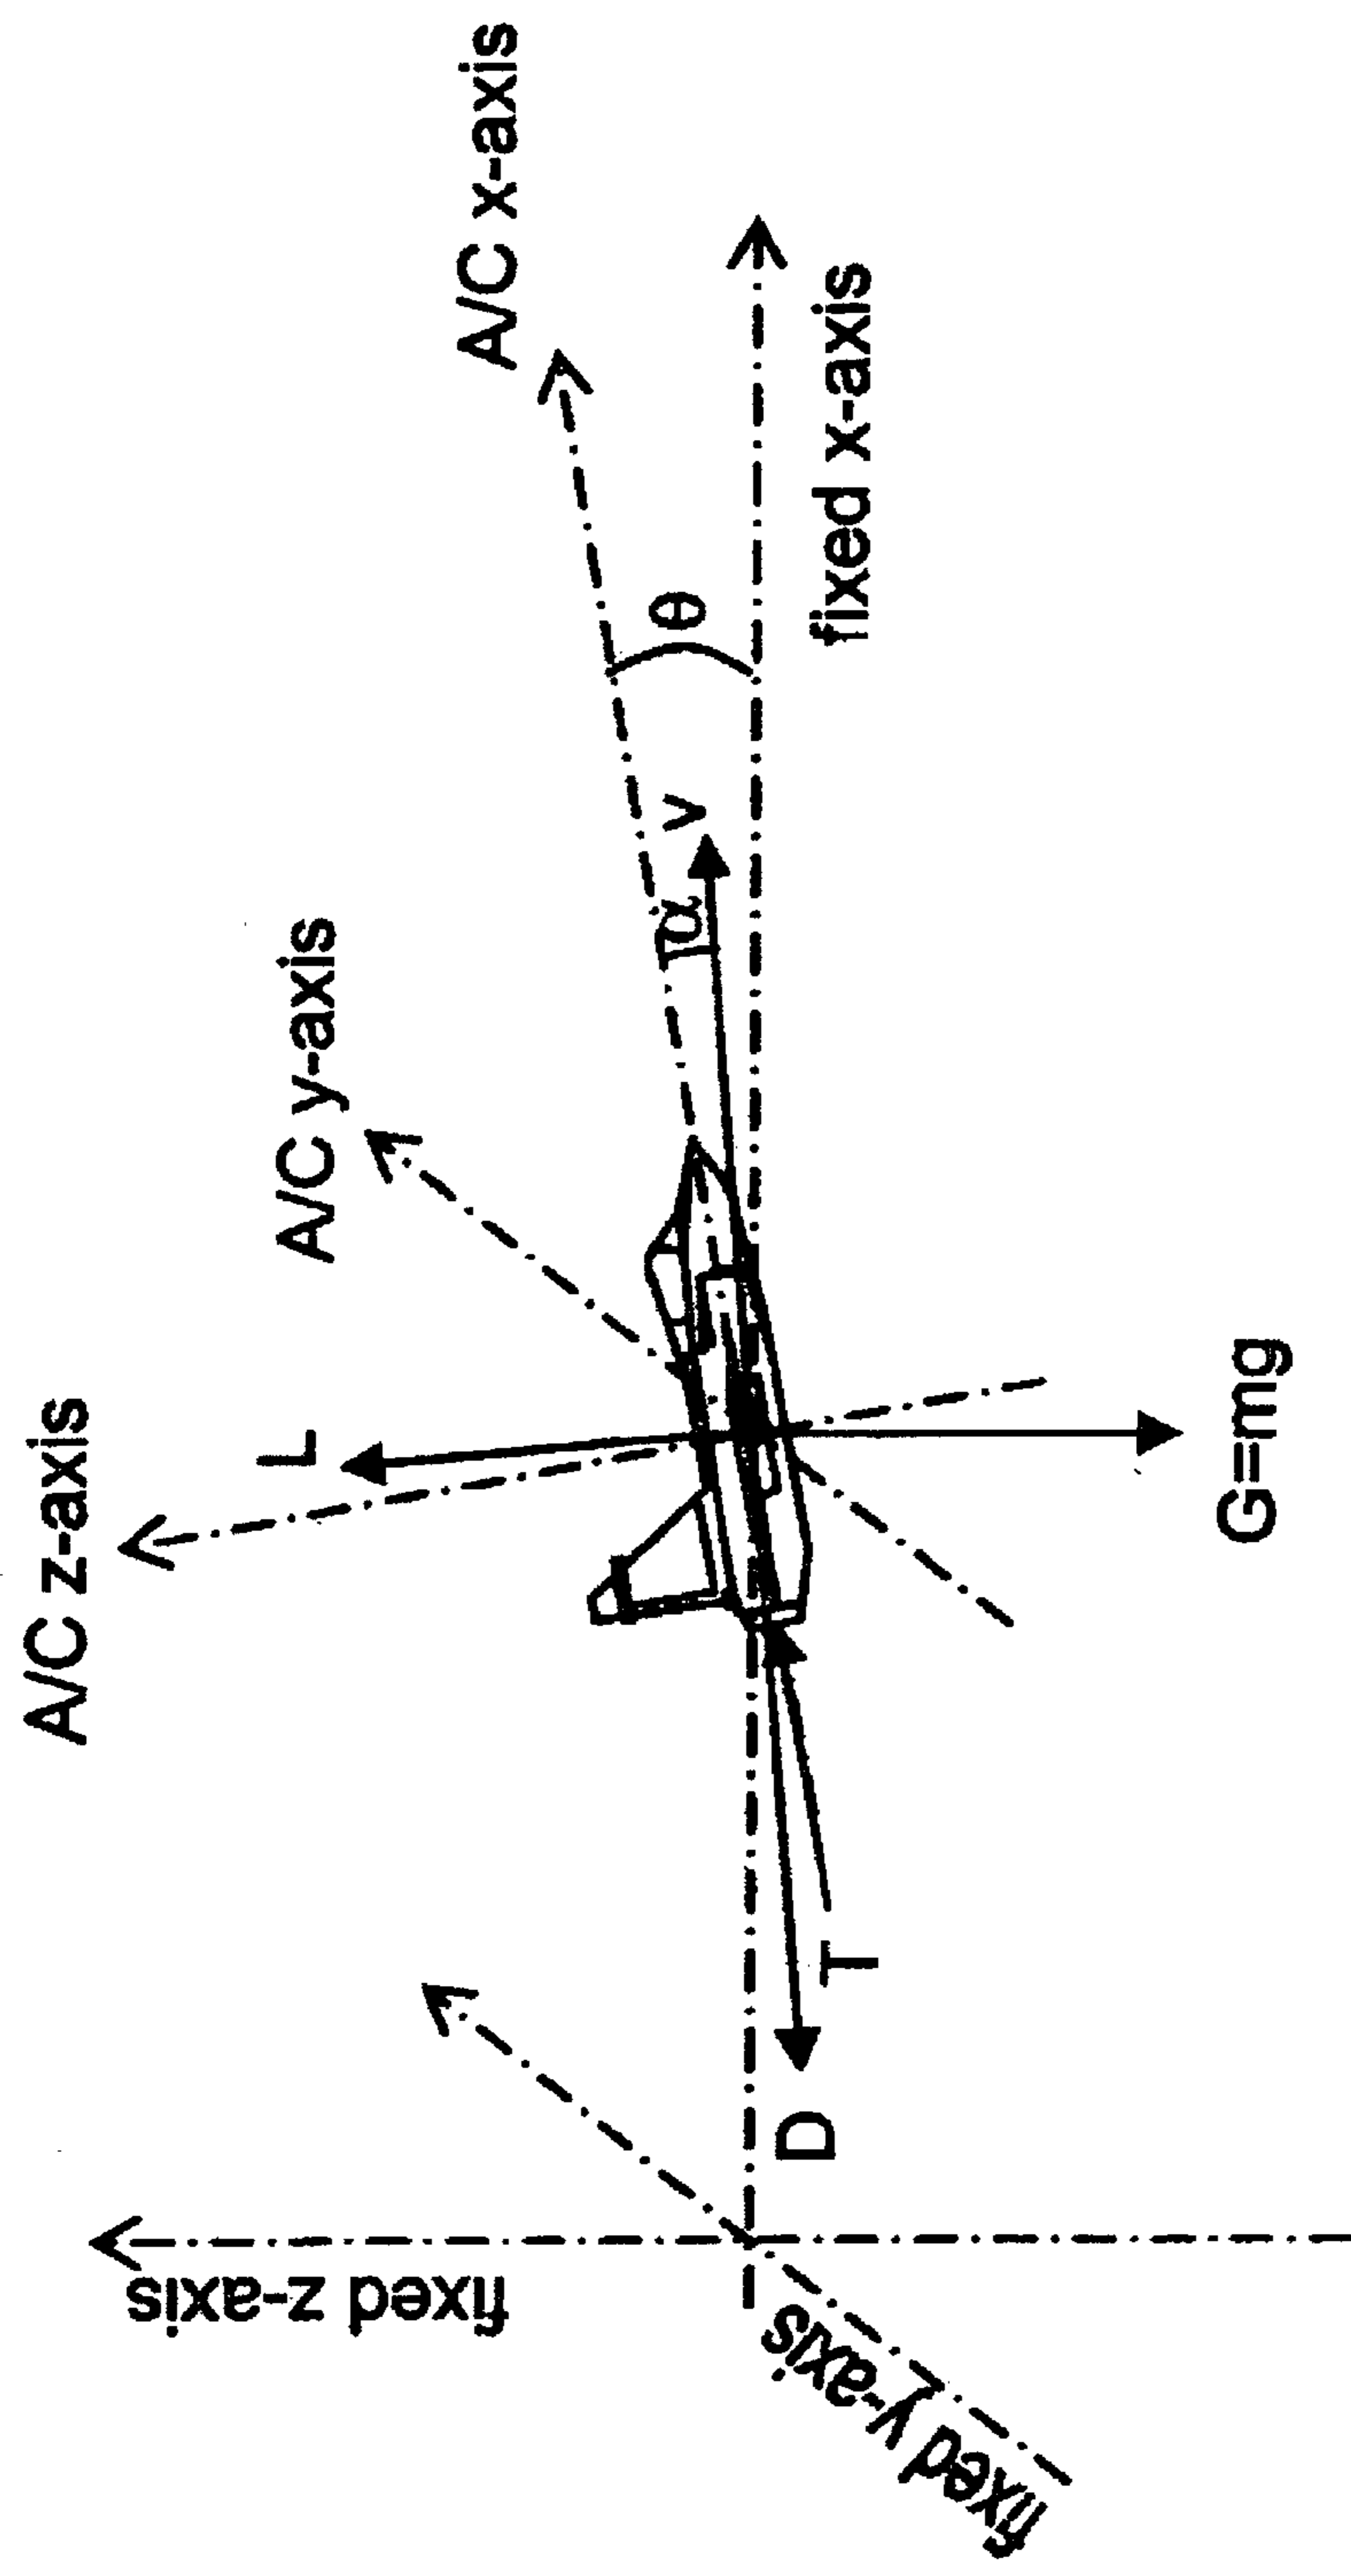 A/C z-axis
L
A/C y-axis
A/C x-axis
fixed z-axis
α
v
θ
fixed x-axis
D
T
fixed y-axis
G=mg